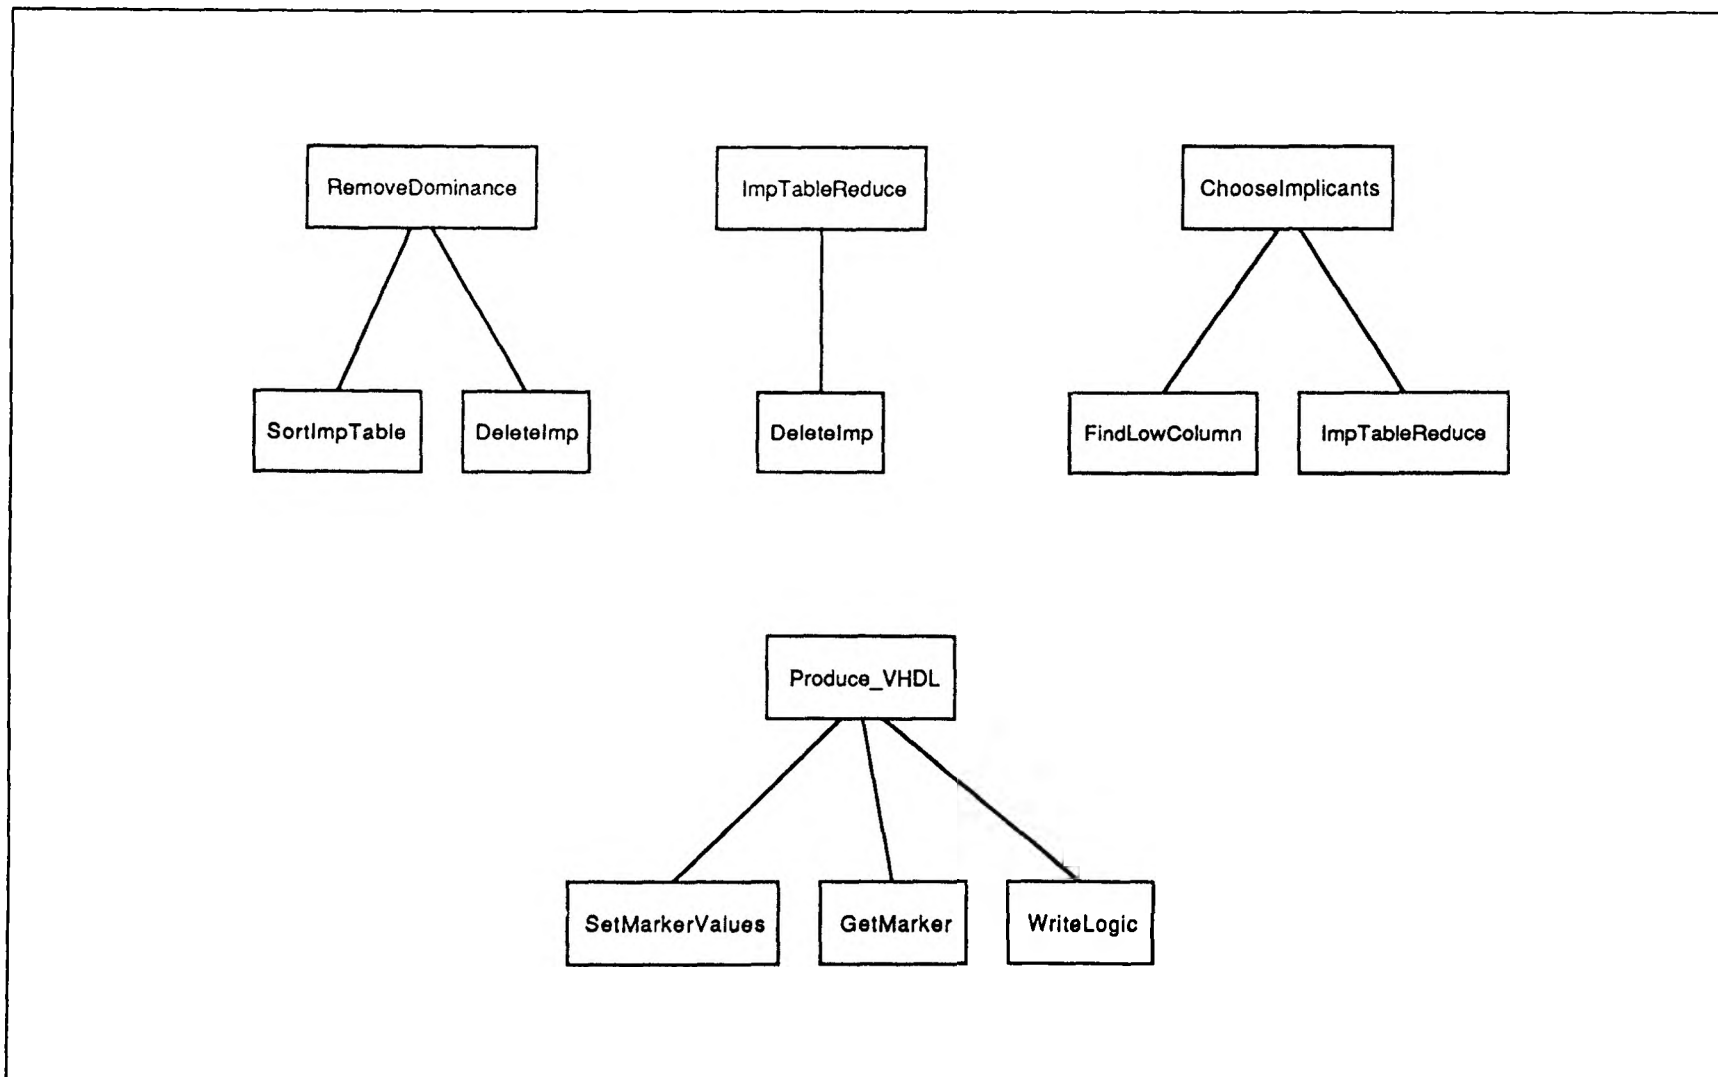 RemoveDominance
ImpTableReduce
ChooseImplicants
SortImpTable
DeleteImp
DeleteImp
FindLowColumn
ImpTableReduce
Produce_VHDL
SetMarkerValues
GetMarker
WriteLogic